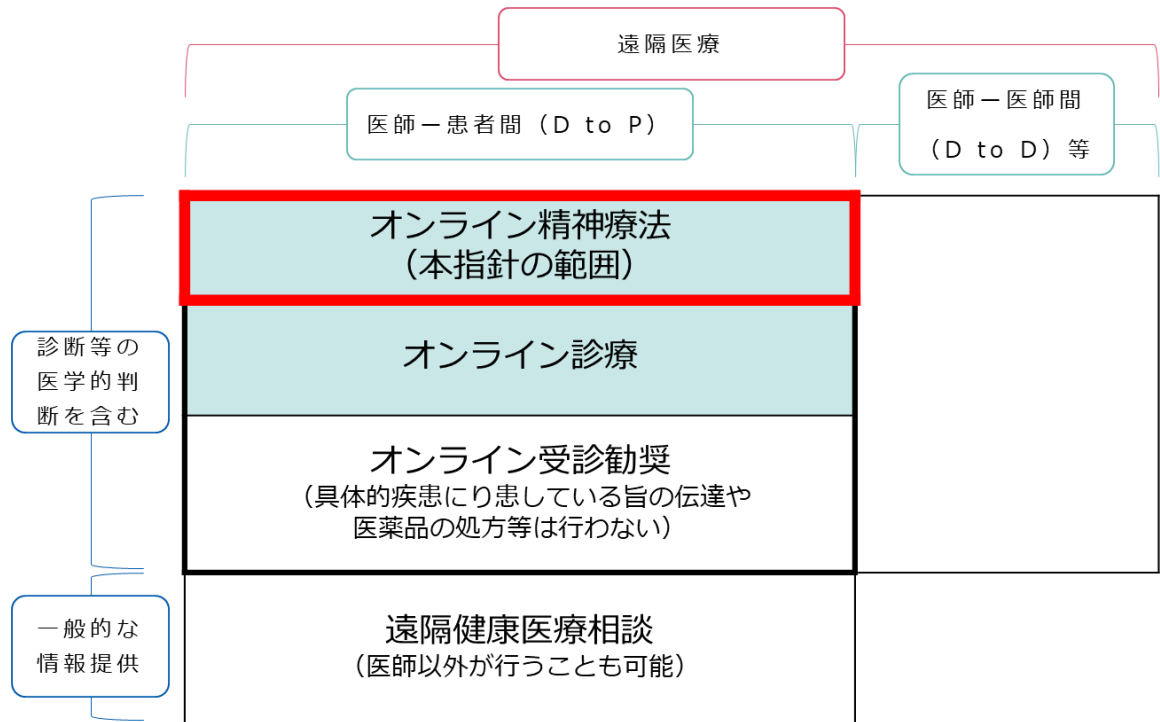 遠隔医療
医師－患者間（D to P）
医師－医師間
（D to D）等
オンライン精神療法
（本指針の範囲）
診断等の
医学的判
断を含む
オンライン診療
オンライン受診勧奨
（具体的疾患にり患している旨の伝達や
医薬品の処方等は行わない）
一般的な
情報提供
遠隔健康医療相談
（医師以外が行うことも可能）